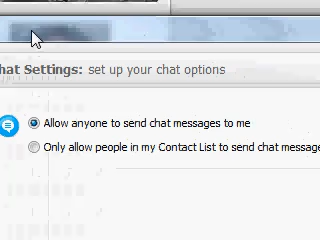 hat Settings: set up your chat options
Allow anyone to send chat messages to me
Only allow people in my Contact List to send chat message